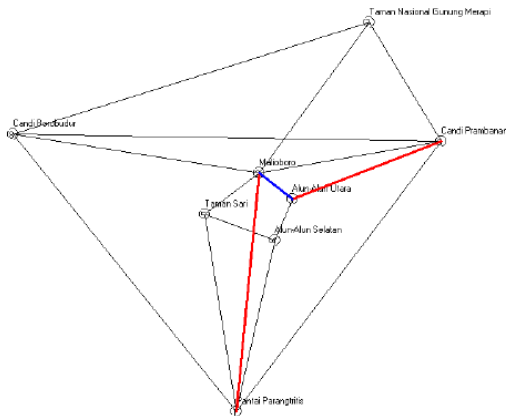 Taman Nasional Gunung Merapi
Candi Borobudur
Candi Prambanan
Malioboro
Alun-Alun Utara
Taman Sari
Alun-Alun Selatan
Pantai Parangtritis